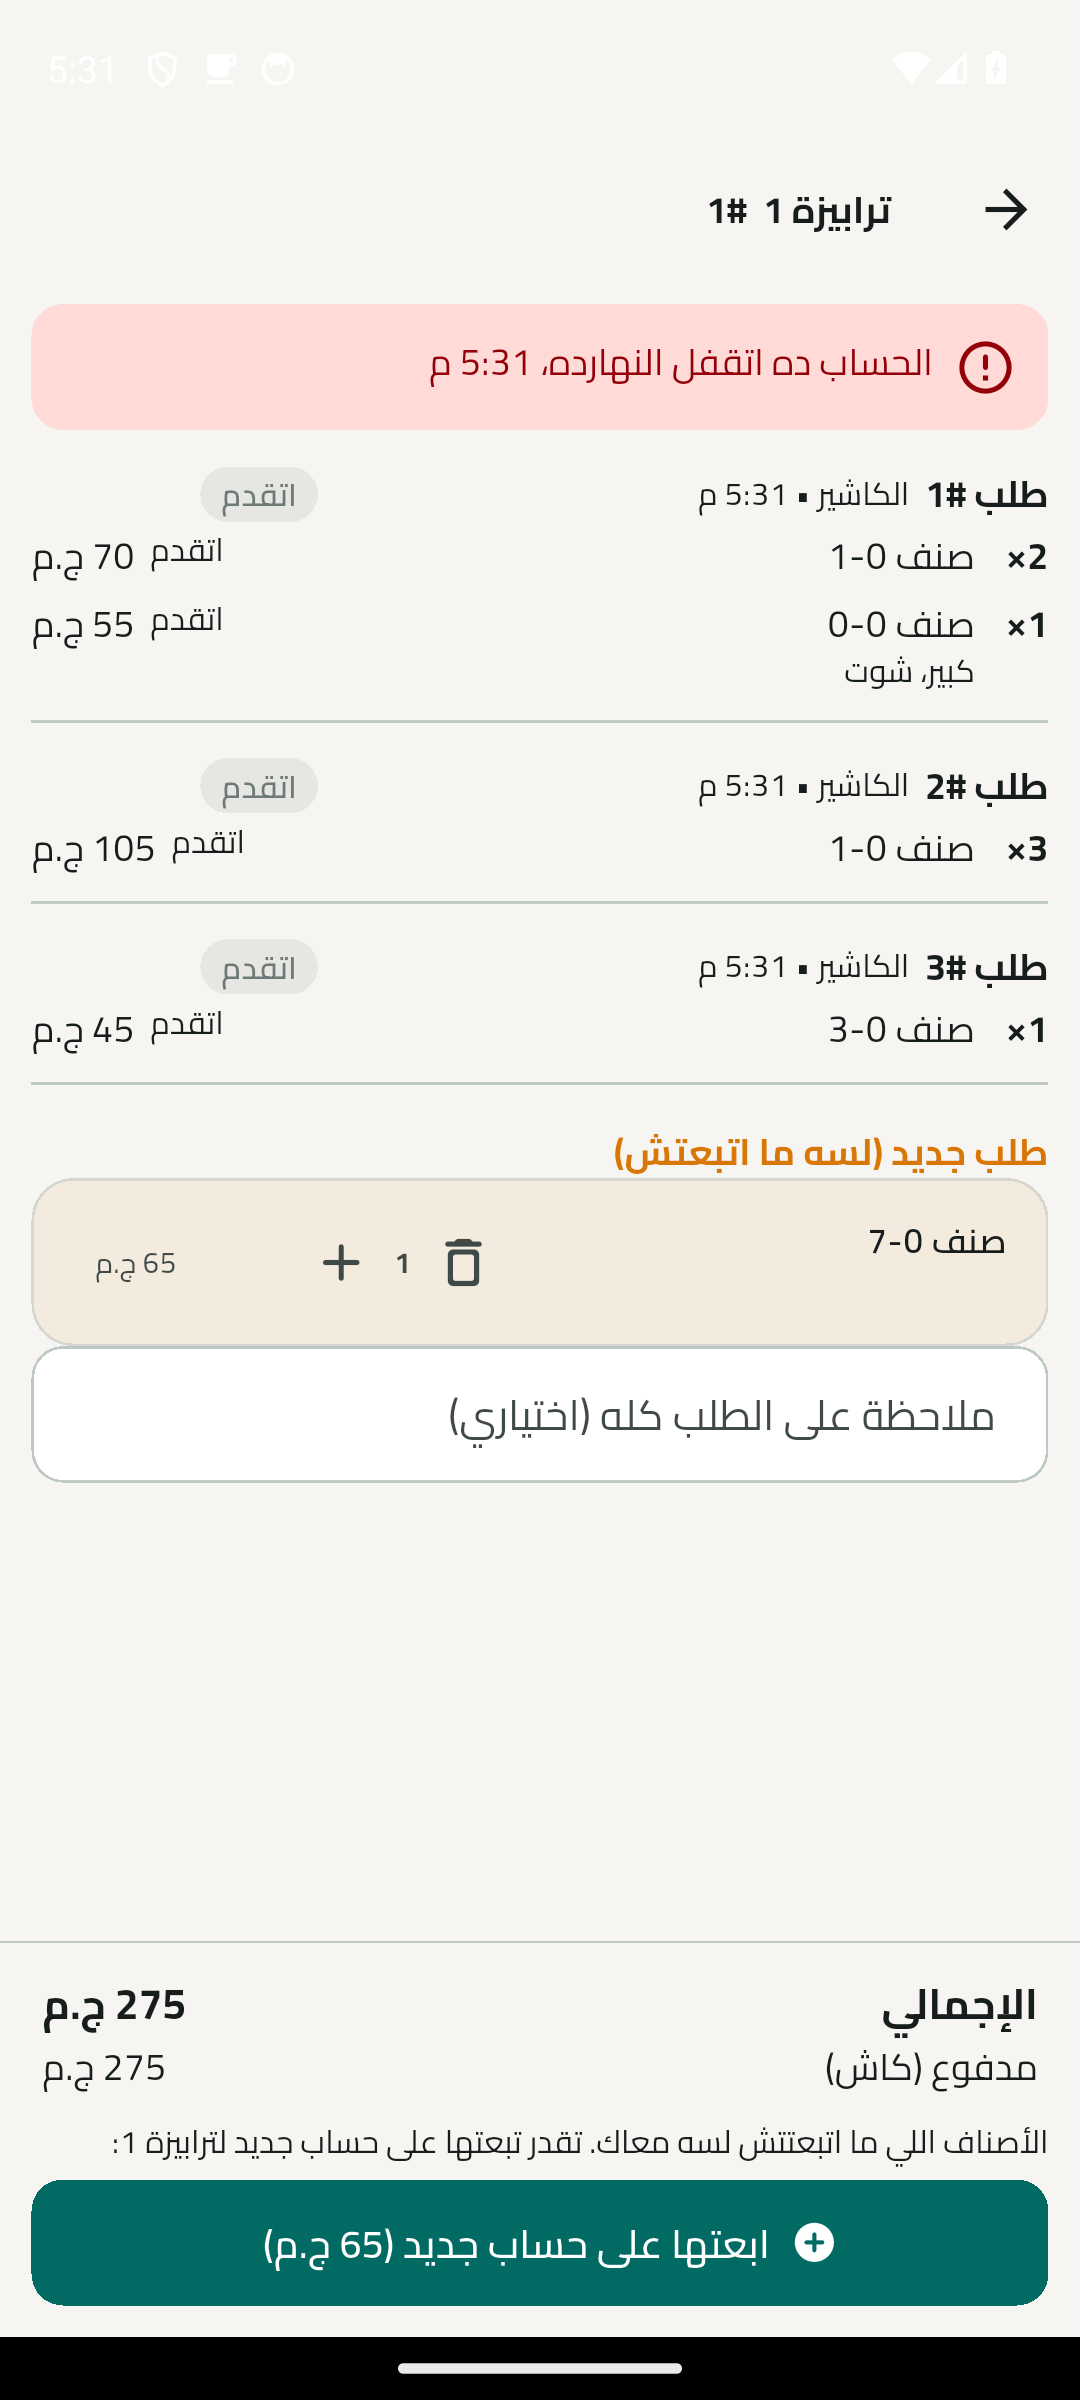 5:31
ترابيزة 1 #1
الحساب ده اتقفل النهارده، 5:31 م
طلب #1 الكاشير • 5:31 م اتقدم
×2 صنف 0-1 اتقدم 70 ج.م
×1 صنف 0-0 اتقدم 55 ج.م
كبير، شوت
طلب #2 الكاشير • 5:31 م اتقدم
×3 صنف 0-1 اتقدم 105 ج.م
طلب #3 الكاشير • 5:31 م اتقدم
×1 صنف 0-3 اتقدم 45 ج.م
طلب جديد (لسه ما اتبعتش)
صنف 0-7 1 65 ج.م
ملاحظة على الطلب كله (اختياري)
الإجمالي 275 ج.م
مدفوع (كاش) 275 ج.م
الأصناف اللي ما اتبعتتش لسه معاك. تقدر تبعتها على حساب جديد لترابيزة 1:
ابعتها على حساب جديد (65 ج.م)